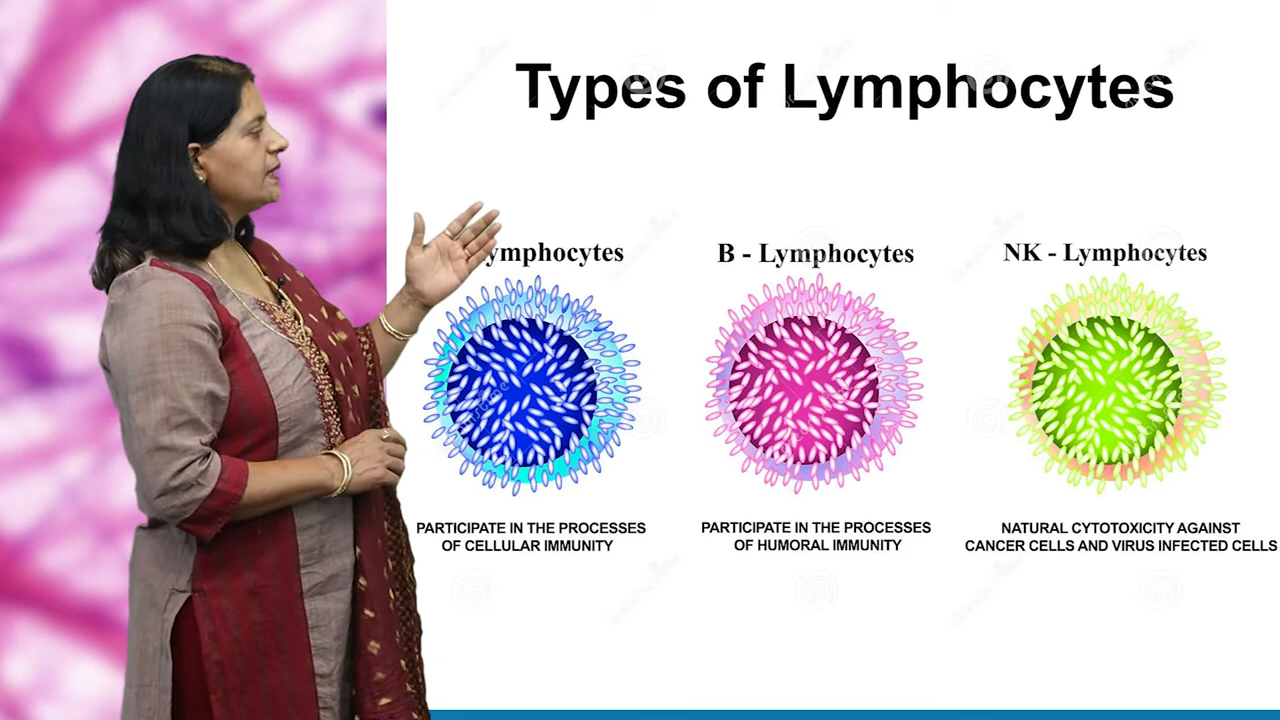 Types of Lymphocytes
ymphocytes
B - Lymphocytes
NK - Lymphocytes
PARTICIPATE IN THE PROCESSES
OF CELLULAR IMMUNITY
PARTICIPATE IN THE PROCESSES
OF HUMORAL IMMUNITY
NATURAL CYTOTOXICITY AGAINST
CANCER CELLS AND VIRUS INFECTED CELLS